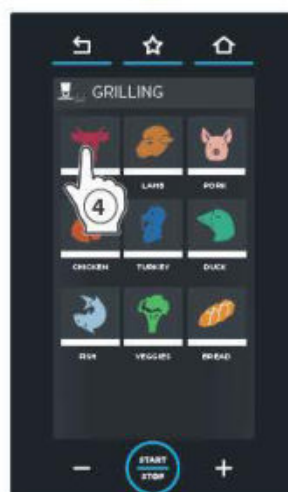 GRILLING
LAMB
PORK
4
CHICKEN
TURKEY
DUCK
FISH
VEGGIES
BREAD
START
STOP